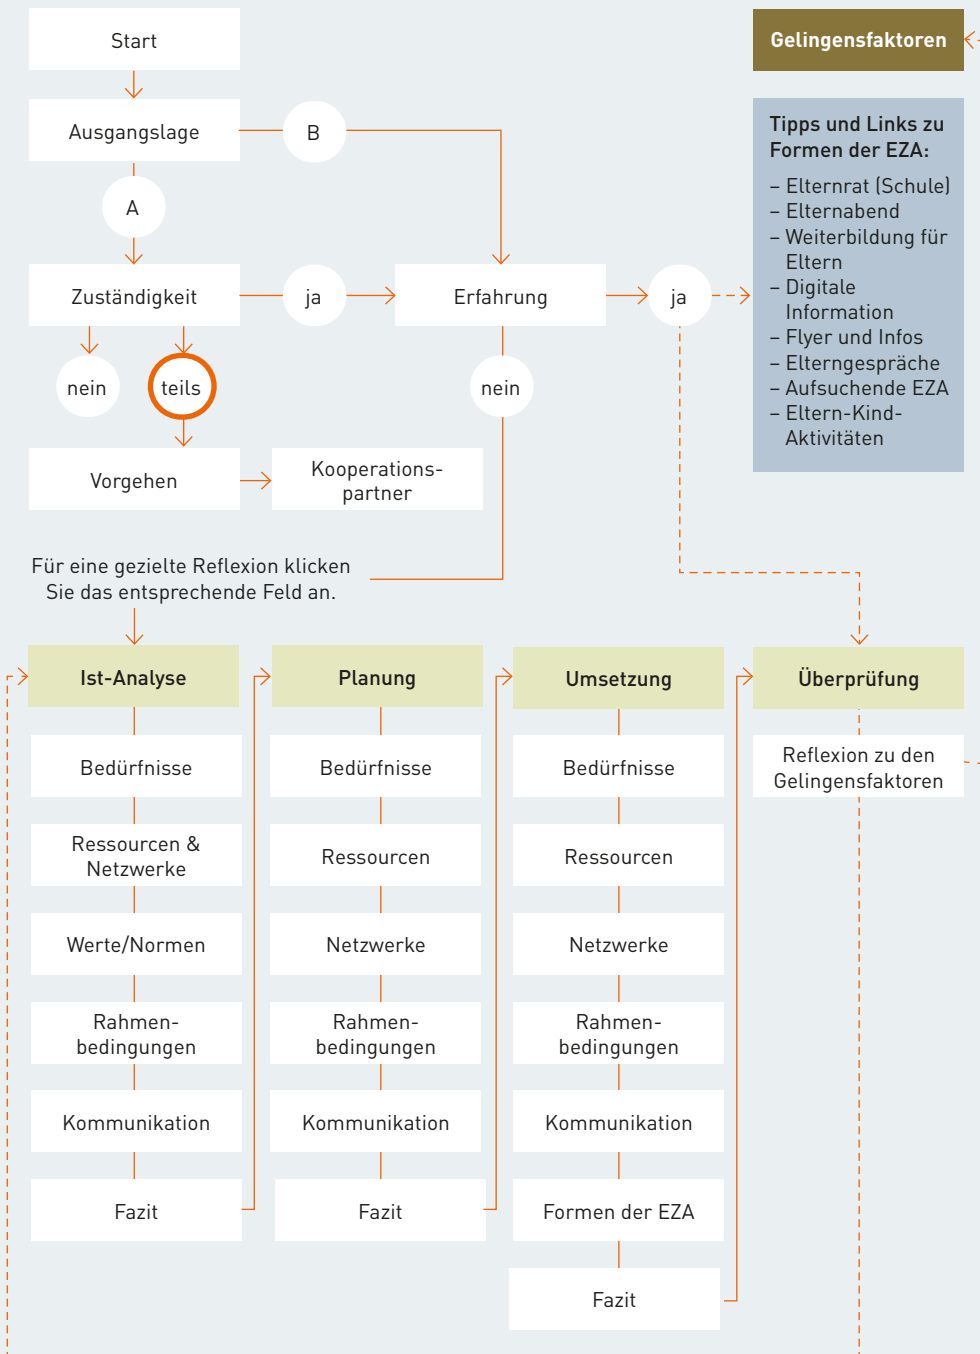 Start
Gelingensfaktoren
Ausgangslage
B
Tipps und Links zu
Formen der EZA:
– Elternrat (Schule)
– Elternabend
– Weiterbildung für
Eltern
– Digitale
Information
– Flyer und Infos
– Elterngespräche
– Aufsuchende EZA
– Eltern-Kind-
Aktivitäten
A
Zuständigkeit
ja
Erfahrung
ja
nein
teils
nein
Vorgehen
Kooperations-
partner
Für eine gezielte Reflexion klicken
Sie das entsprechende Feld an.
Ist-Analyse
Bedürfnisse
Ressourcen &
Netzwerke
Werte/Normen
Rahmen-
bedingungen
Kommunikation
Fazit
Planung
Bedürfnisse
Ressourcen
Netzwerke
Rahmen-
bedingungen
Kommunikation
Fazit
Umsetzung
Bedürfnisse
Ressourcen
Netzwerke
Rahmen-
bedingungen
Kommunikation
Formen der EZA
Fazit
Überprüfung
Reflexion zu den
Gelingensfaktoren